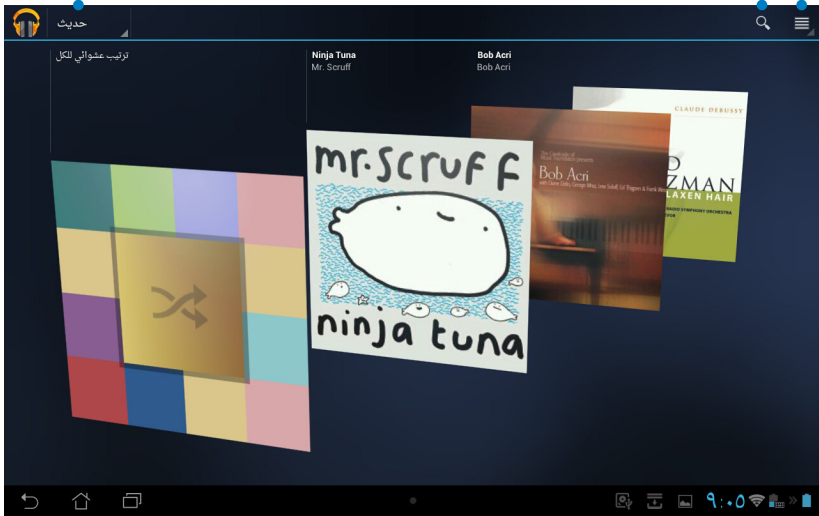 حديث
ترتيب عشوائي للكل
Ninja Tuna
Mr. Scruff
Bob Acri
Bob Acri
mr.scruff
ninja tuna
Bob Acri
CLAUDE DEBUSSY
ZMAN
LAXEN HAIR
٩:٠٥